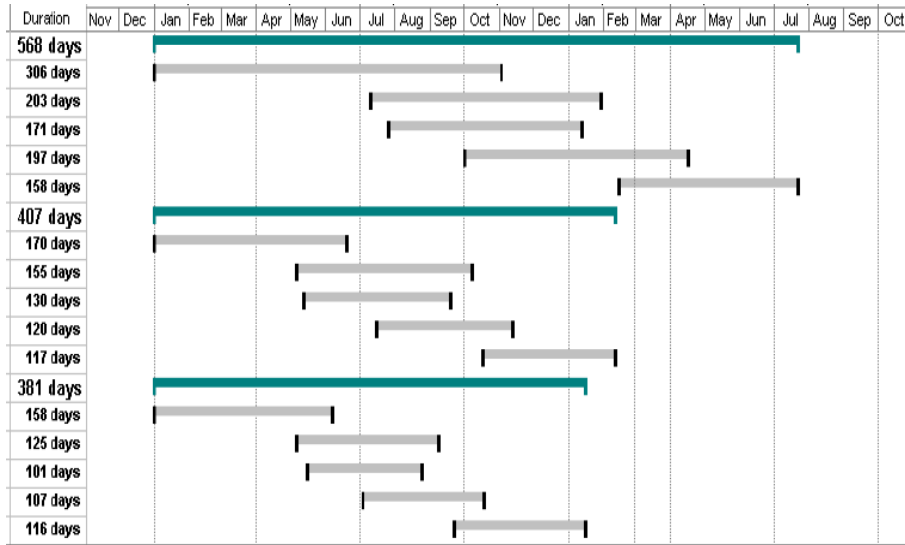 Duration Nov Dec Jan Feb Mar Apr May Jun Jul Aug Sep Oct Nov Dec Jan Feb Mar Apr May Jun Jul Aug Sep Oct
568 days
306 days
203 days
171 days
197 days
158 days
407 days
170 days
155 days
130 days
120 days
117 days
381 days
158 days
125 days
101 days
107 days
116 days